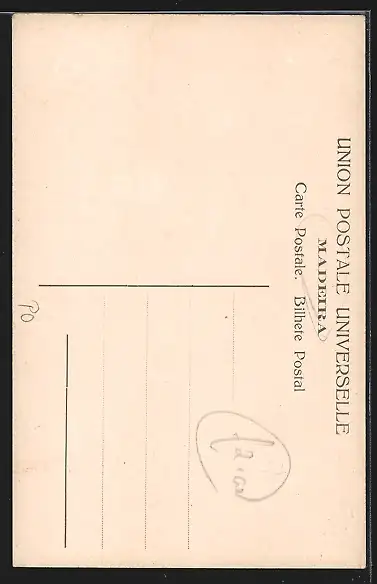 UNION POSTALE UNIVERSELLE
MADEIRA
Carte Postale. Bilhete Postal
PO